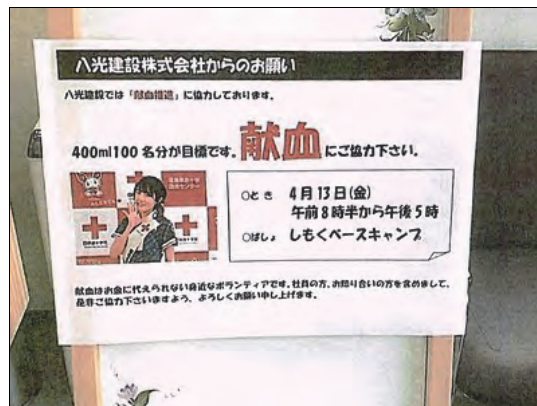 八光建設株式会社からのお願い
八光建設では「献血推進」に協力しております。
400ml100名分が目標です。献血にご協力下さい。
○とき 4月13日(金)
午前8時半から午後5時
○ばしょ しもくベースキャンプ
献血はお金に代えられない身近なボランティアです。社員の方、お知り合いの方を含めまして、
是非ご協力下さいますよう、よろしくお願い申し上げます。